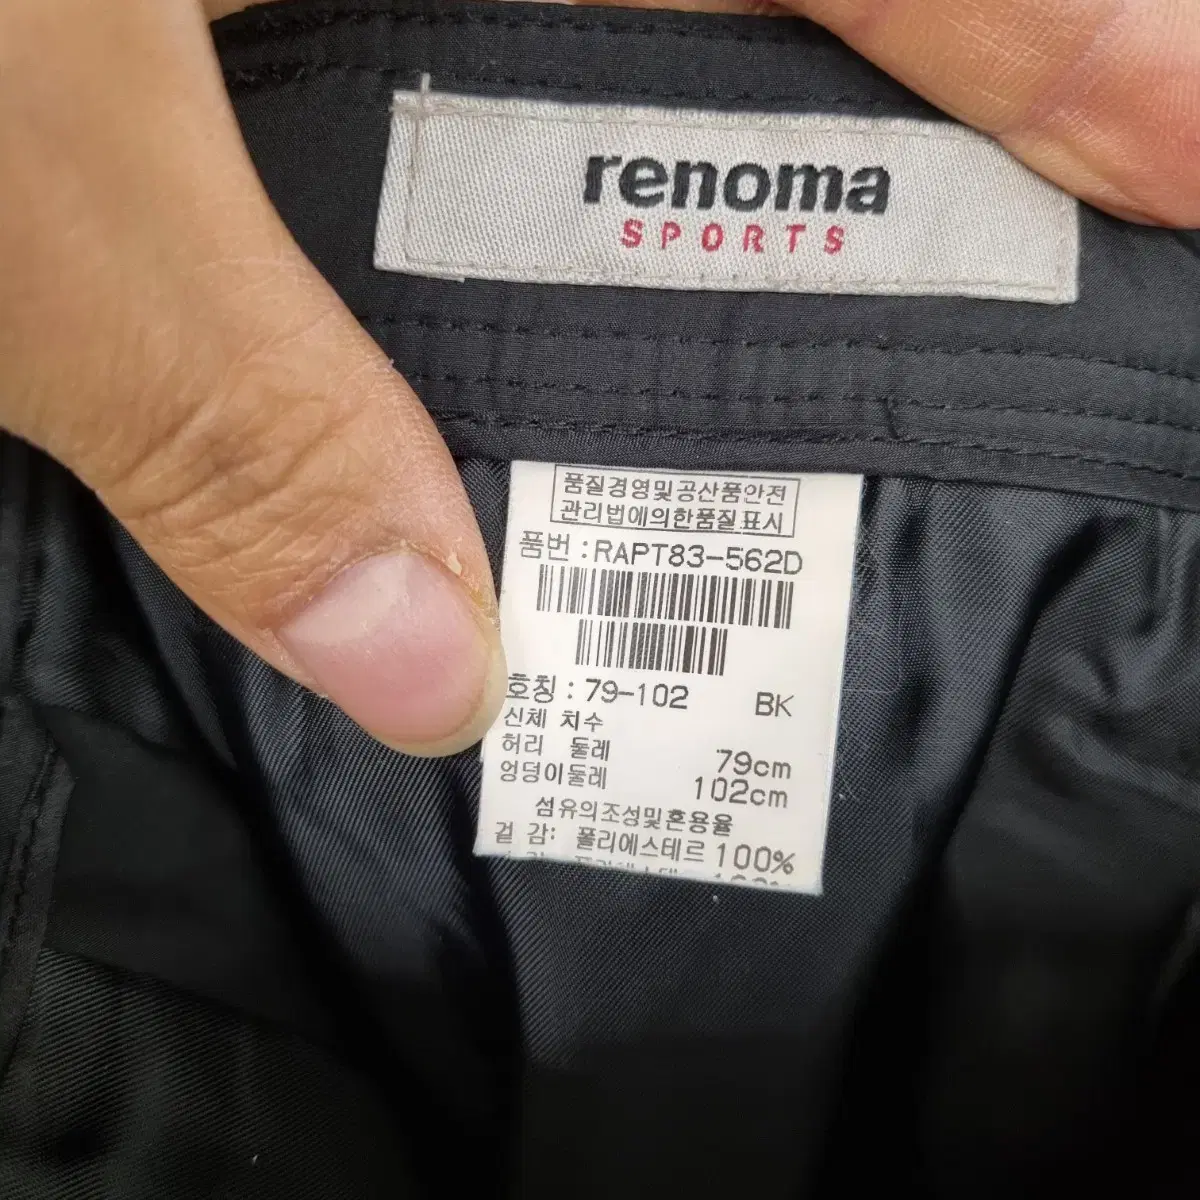 renoma
SPORTS
품질경영및공산품안전
관리법에의한품질표시
품번 : RAPT83-562D
호칭 : 79-102 BK
신체 치수
허리 둘레 79cm
엉덩이둘레 102cm
섬유의조성및혼용율
겉 감: 폴리에스테르 100%